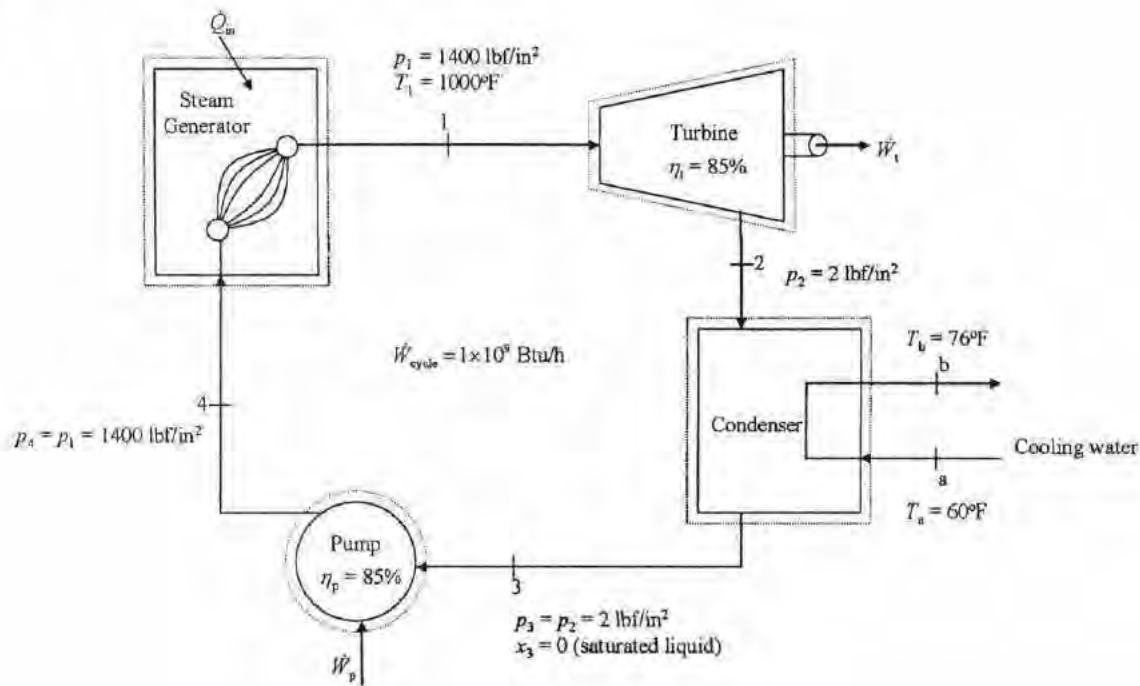 Q̇in
Steam
Generator
p1 = 1400 lbf/in²
T1 = 1000°F
1
Turbine
ηt = 85%
Ẇt
2
p2 = 2 lbf/in²
Ẇcycle = 1×10⁹ Btu/h
Tb = 76°F
b
4
p4 = p1 = 1400 lbf/in²
Condenser
Cooling water
a
Ta = 60°F
Pump
ηp = 85%
3
p3 = p2 = 2 lbf/in²
x3 = 0 (saturated liquid)
Ẇp